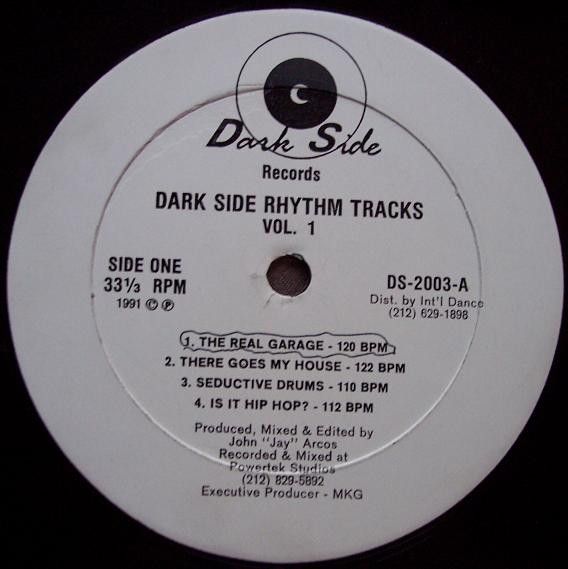 Dark Side
Records
DARK SIDE RHYTHM TRACKS
VOL. 1
SIDE ONE
33⅓ RPM
1991 © ℗
DS-2003-A
Dist. by Int'l Dance
(212) 629-1898
1. THE REAL GARAGE - 120 BPM
2. THERE GOES MY HOUSE - 122 BPM
3. SEDUCTIVE DRUMS - 110 BPM
4. IS IT HIP HOP? - 112 BPM
Produced, Mixed & Edited by
John "Jay" Arcos
Recorded & Mixed at
Powertek Studios
(212) 829-5892
Executive Producer - MKG